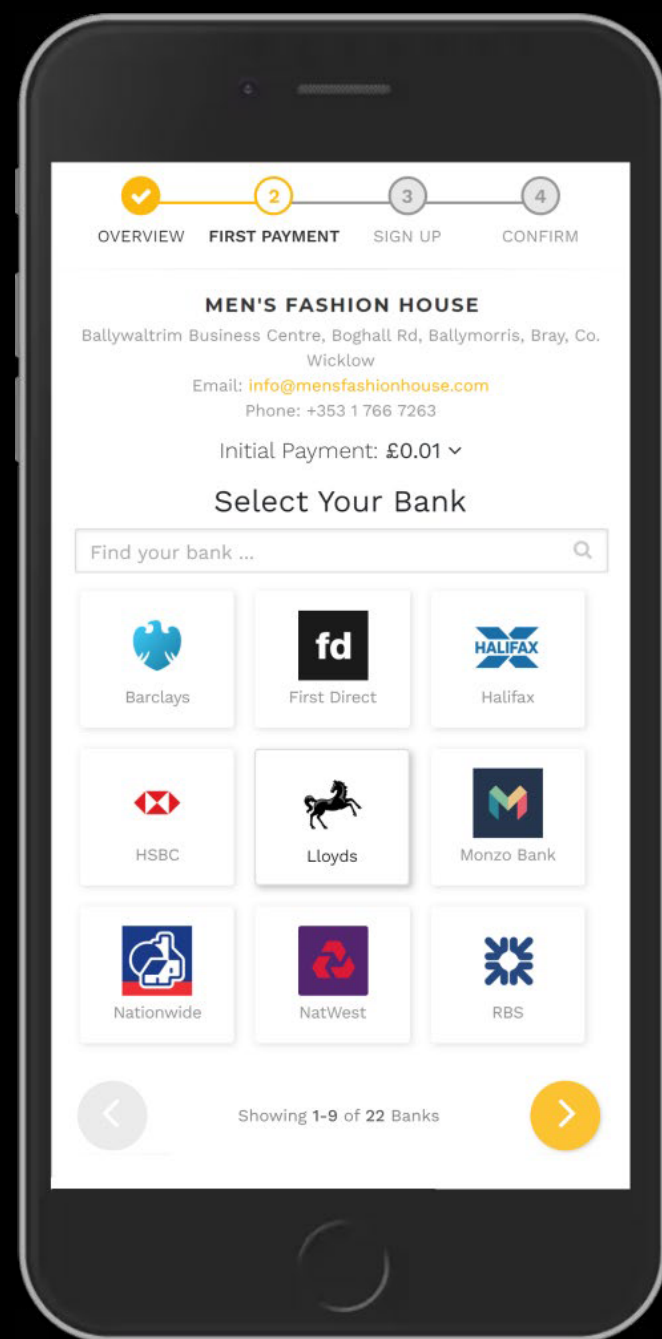 2 3 4
OVERVIEW FIRST PAYMENT SIGN UP CONFIRM
MEN'S FASHION HOUSE
Ballywaltrim Business Centre, Boghall Rd, Ballymorris, Bray, Co.
Wicklow
Email: info@mensfashionhouse.com
Phone: +353 1 766 7263
Initial Payment: £0.01
Select Your Bank
Find your bank ...
fd HALIFAX
Barclays First Direct Halifax
HSBC Lloyds Monzo Bank
Nationwide NatWest RBS
Showing 1-9 of 22 Banks